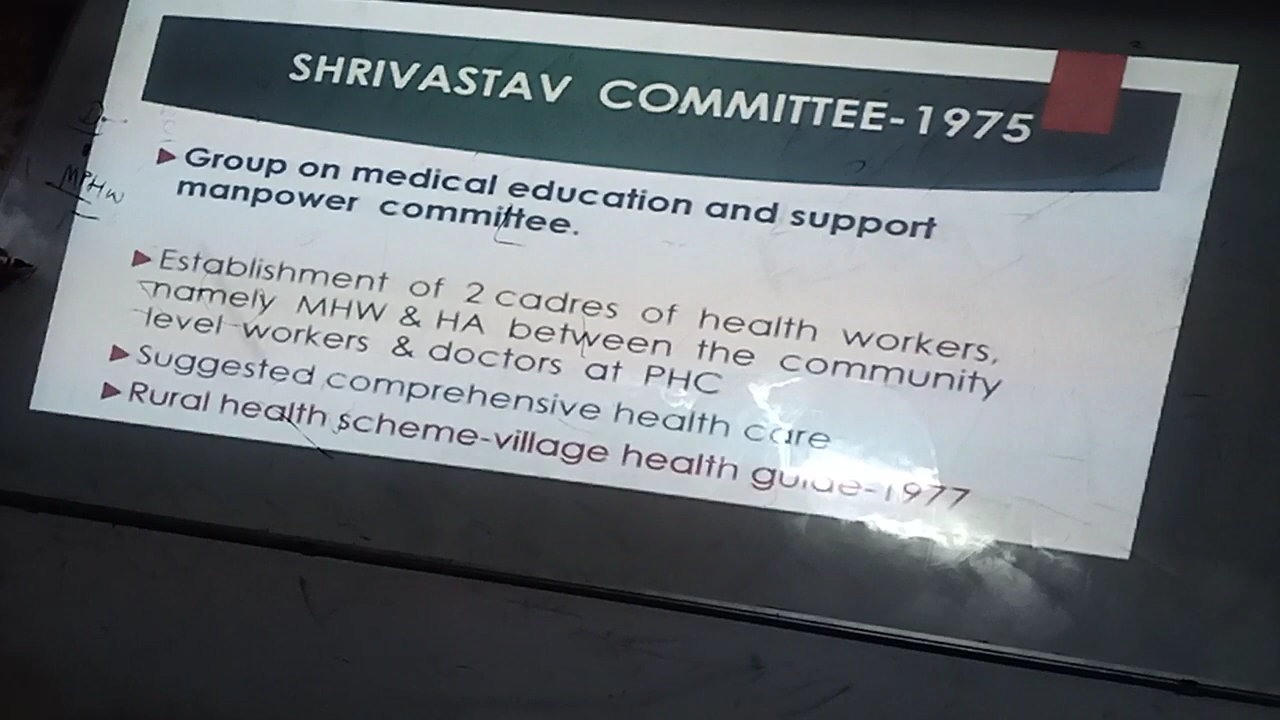 SHRIVASTAV COMMITTEE-1975
Group on medical education and support
manpower committee.
Establishment of 2 cadres of health workers,
namely MHW & HA between the community
level workers & doctors at PHC
Suggested comprehensive health care
Rural health scheme-village health guide-1977
MPHW